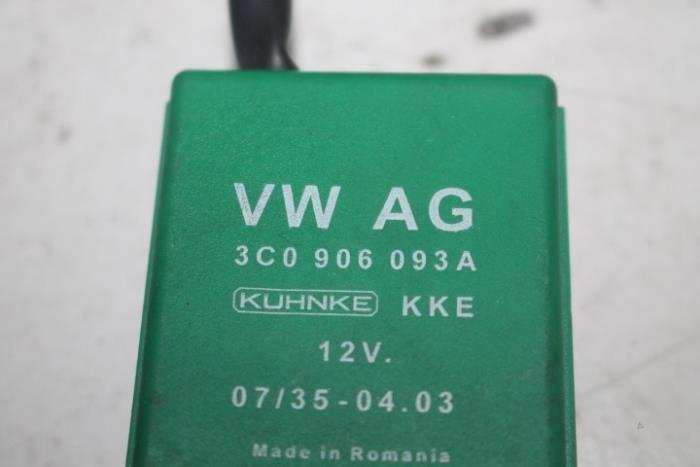 VW AG
3C0 906 093A
KUHNKE KKE
12V.
07/35-04.03
Made in Romania